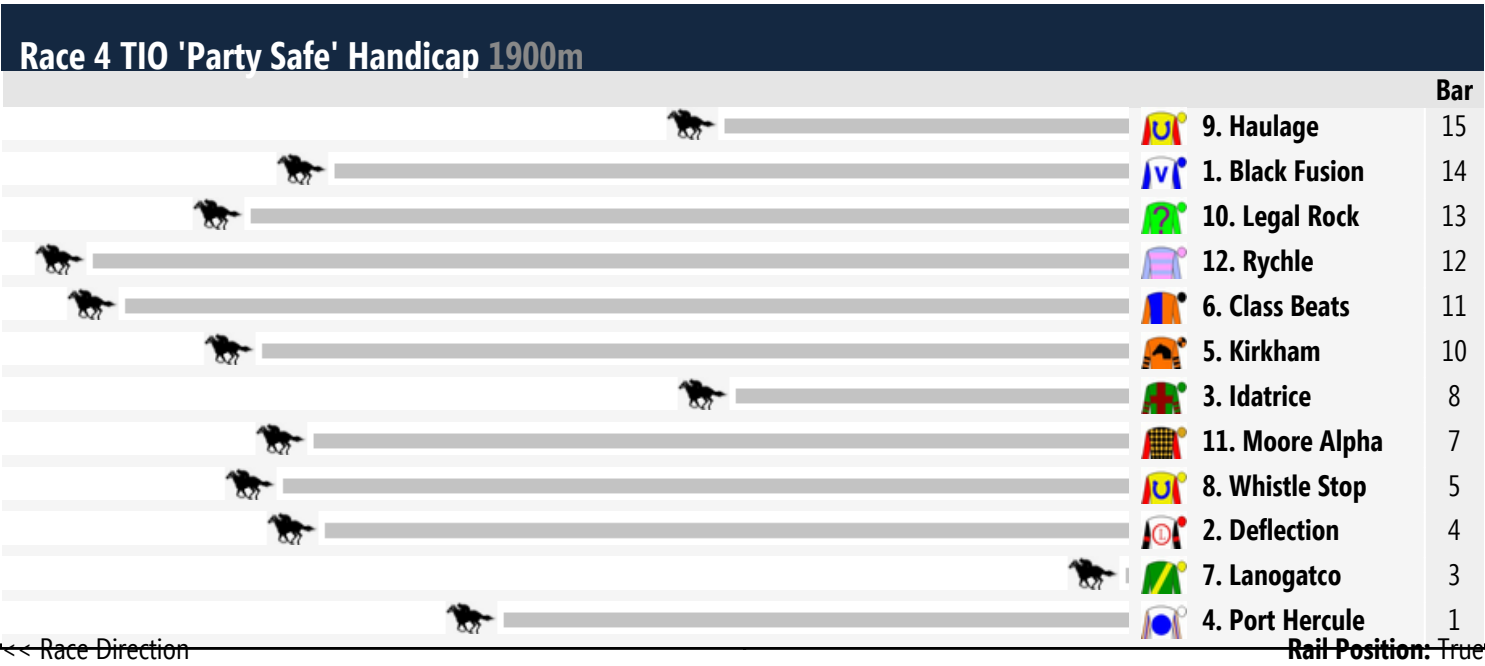 Race 4 TIO 'Party Safe' Handicap 1900m
Bar
9. Haulage 15
V 1. Black Fusion 14
? 10. Legal Rock 13
12. Rychle 12
6. Class Beats 11
5. Kirkham 10
3. Idatrice 8
11. Moore Alpha 7
8. Whistle Stop 5
2. Deflection 4
7. Lanogatco 3
4. Port Hercule 1
<< Race Direction Rail Position: True